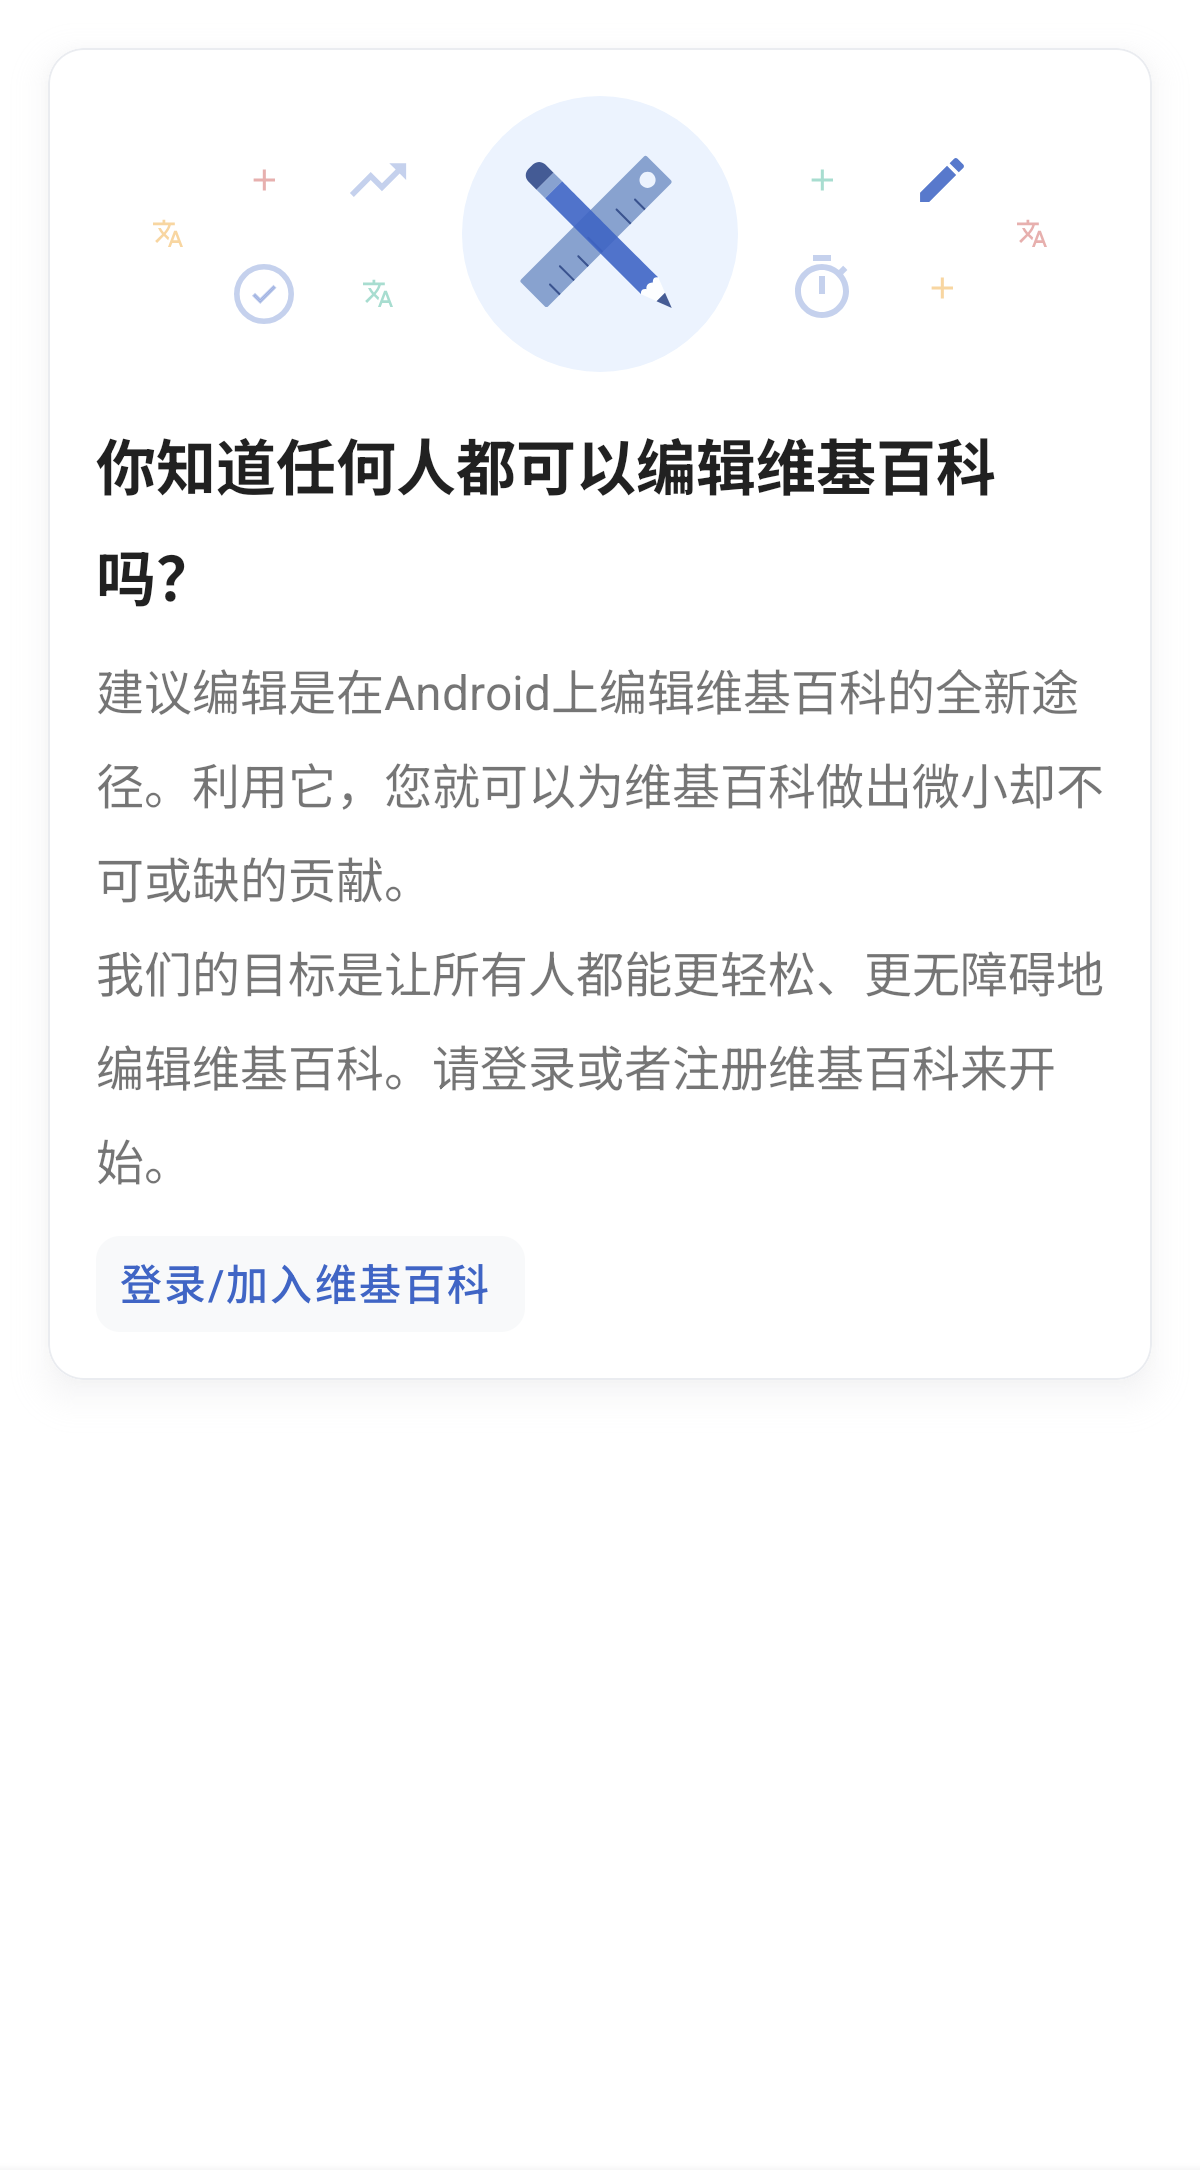 你知道任何人都可以编辑维基百科
吗？
建议编辑是在Android上编辑维基百科的全新途
径。利用它，您就可以为维基百科做出微小却不
可或缺的贡献。
我们的目标是让所有人都能更轻松、更无障碍地
编辑维基百科。请登录或者注册维基百科来开
始。
登录/加入维基百科